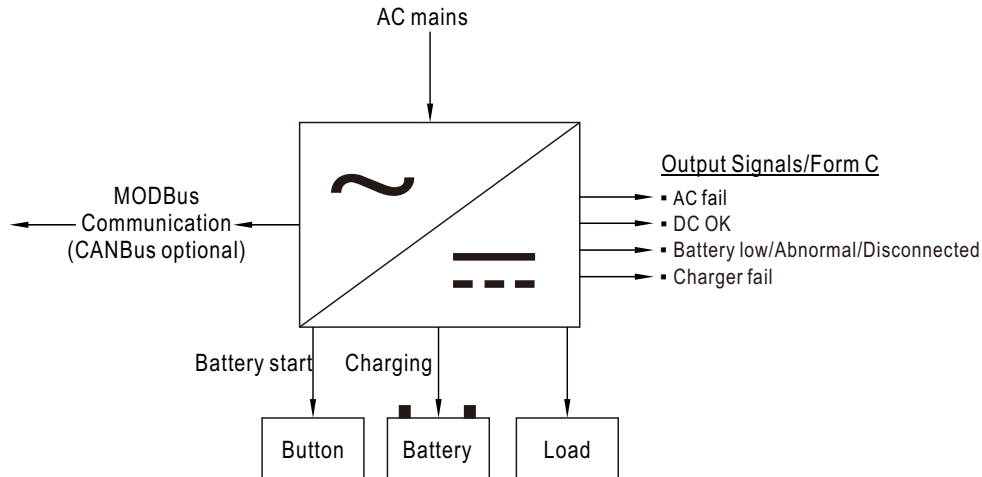 AC mains
Output Signals/Form C
▪ AC fail
▪ DC OK
▪ Battery low/Abnormal/Disconnected
▪ Charger fail
MODBus
Communication
(CANBus optional)
Battery start
Charging
Button
Battery
Load